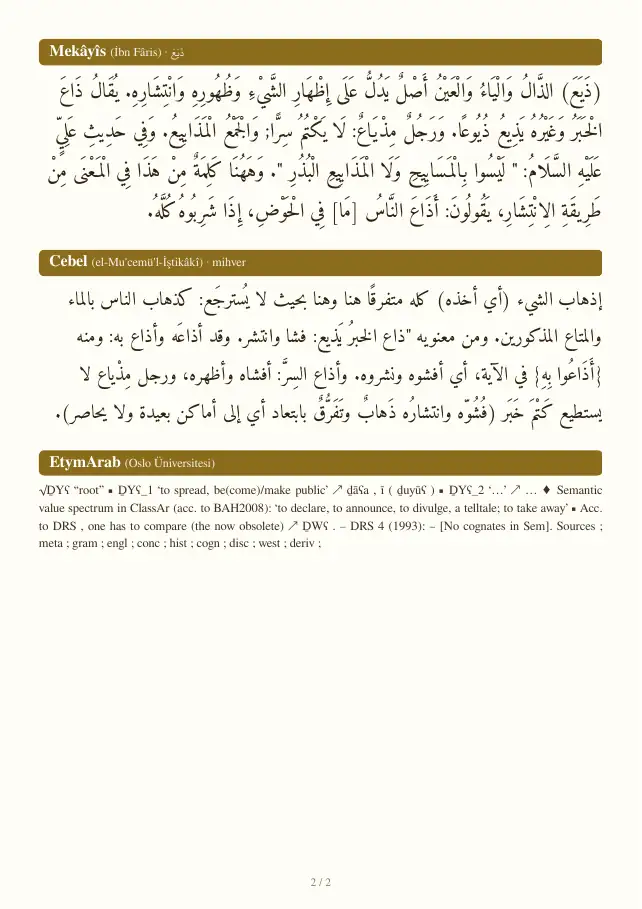 Mekâyîs (İbn Fâris) · ذَيَعَ
(ذَيَعَ) الذَّالُ وَالْيَاءُ وَالْعَيْنُ أَصْلٌ يَدُلُّ عَلَى إِظْهَارِ الشَّيْءِ وَظُهُورِهِ وَانْتِشَارِهِ. يُقَالُ ذَاعَ
الْخَبَرُ وَغَيْرُهُ يَذِيعُ ذُيُوعًا. وَرَجُلٌ مِذْيَاعٌ: لَا يَكْتُمُ سِرًّا; وَالْجَمْعُ الْمَذَايِيعُ. وَفِي حَدِيثِ عَلِيٍّ
عَلَيْهِ السَّلَامُ: " لَيْسُوا بِالْمَسَايِيحِ وَلَا الْمَذَايِيعِ الْبُذُرِ ". وَهَهُنَا كَلِمَةٌ مِنْ هَذَا فِي الْمَعْنَى مِنْ
طَرِيقَةِ الِانْتِشَارِ، يَقُولُونَ: أَذَاعَ النَّاسُ [مَا] فِي الْحَوْضِ، إِذَا شَرِبُوهُ كُلَّهُ.
Cebel (el-Mu'cemü'l-İştikâkî) · mihver
إذهاب الشيء (أي أخذه) كله متفرقًا هنا وهنا بحيث لا يُسترجَع: كذهاب الناس بالماء
والمتاع المذكورين. ومن معنويه "ذاع الخبرُ يَذيع: فشا وانتشر. وقد أذاعَه وأذاع به: ومنه
{أَذَاعُوا بِهِ} في الآية، أي أفشوه ونشروه. وأذاع السِرَّ: أفشاه وأظهره، ورجل مِذْياع لا
يستطيع كَتْمَ خَبَر (فُشُوّه وانتشارُه ذَهابٌ وتَفَرُّقٌ بابتعاد أي إلى أماكن بعيدة ولا يحاصر).
EtymArab (Oslo Üniversitesi)
√ḎYʕ “root” ▪ ḎYʕ_1 ‘to spread, be(come)/make public’ ↗ ḏāʕa , ī ( ḏuyūʕ ) ▪ ḎYʕ_2 ‘…’ ↗ … ♦ Semantic
value spectrum in ClassAr (acc. to BAH2008): ‘to declare, to announce, to divulge, a telltale; to take away’ ▪ Acc.
to DRS , one has to compare (the now obsolete) ↗ ḎWʕ . – DRS 4 (1993): – [No cognates in Sem]. Sources ;
meta ; gram ; engl ; conc ; hist ; cogn ; disc ; west ; deriv ;
2 / 2